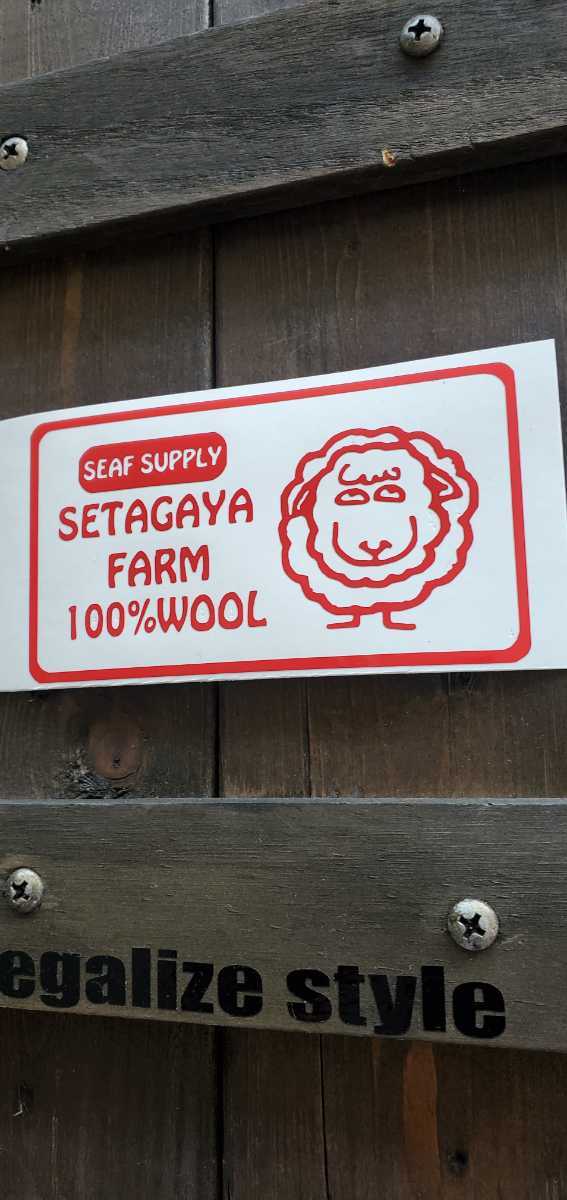 SEAF SUPPLY
SETAGAYA
FARM
100%WOOL
egalize style